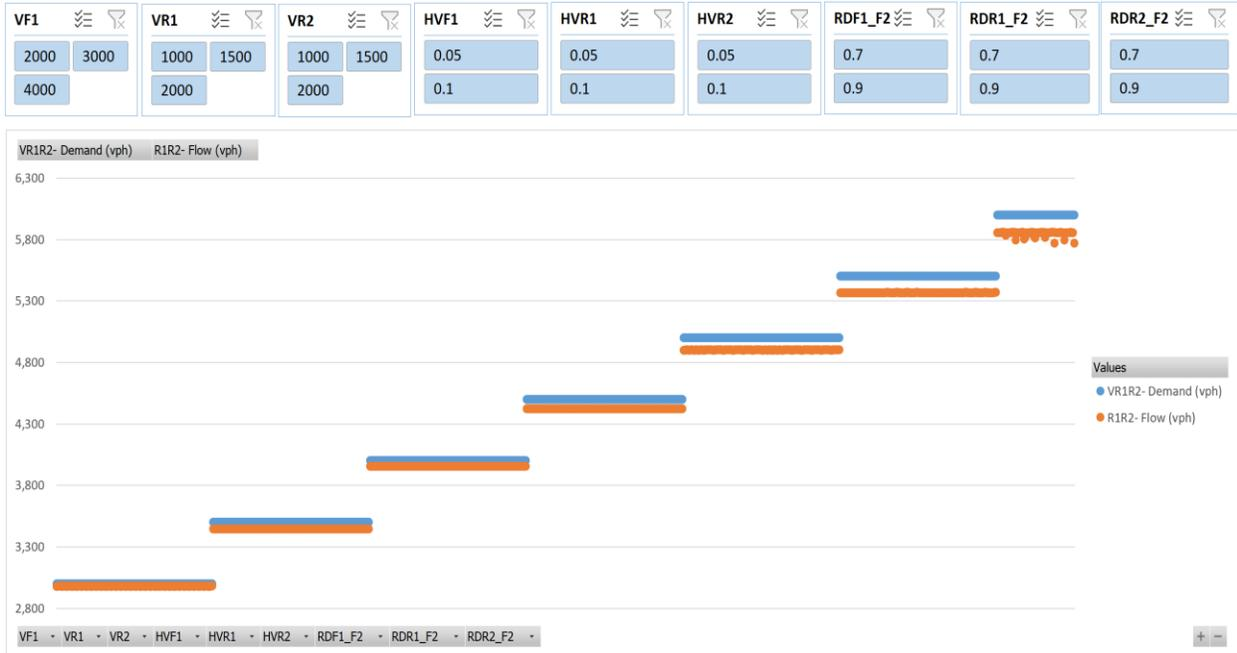 VF1 VR1 VR2 HVF1 HVR1 HVR2 RDF1_F2 RDR1_F2 RDR2_F2
2000 3000 1000 1500 1000 1500 0.05 0.05 0.05 0.7 0.7 0.7
4000 2000 2000 0.1 0.1 0.1 0.9 0.9 0.9
VR1R2- Demand (vph) R1R2- Flow (vph)
6,300
5,800
5,300
4,800
Values
VR1R2- Demand (vph)
R1R2- Flow (vph)
4,300
3,800
3,300
2,800
VF1 VR1 VR2 HVF1 HVR1 HVR2 RDF1_F2 RDR1_F2 RDR2_F2 + −